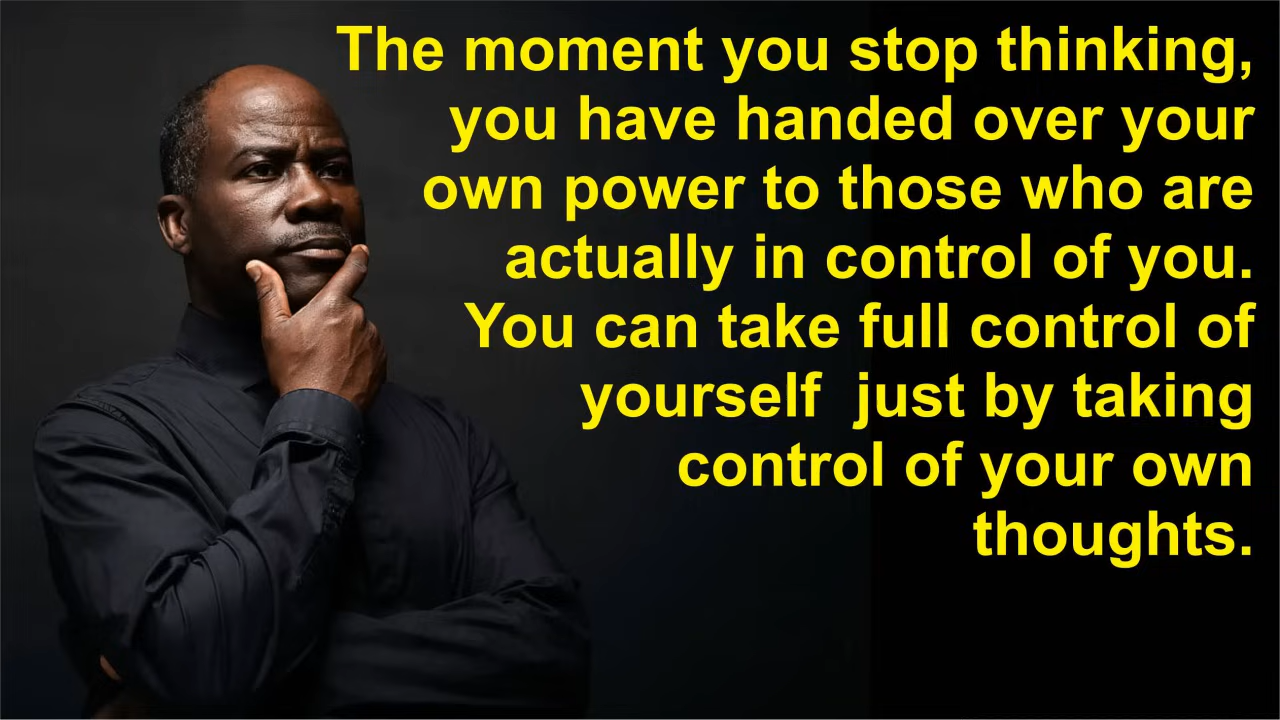 The moment you stop thinking,
you have handed over your
own power to those who are
actually in control of you.
You can take full control of
yourself  just by taking
control of your own
thoughts.